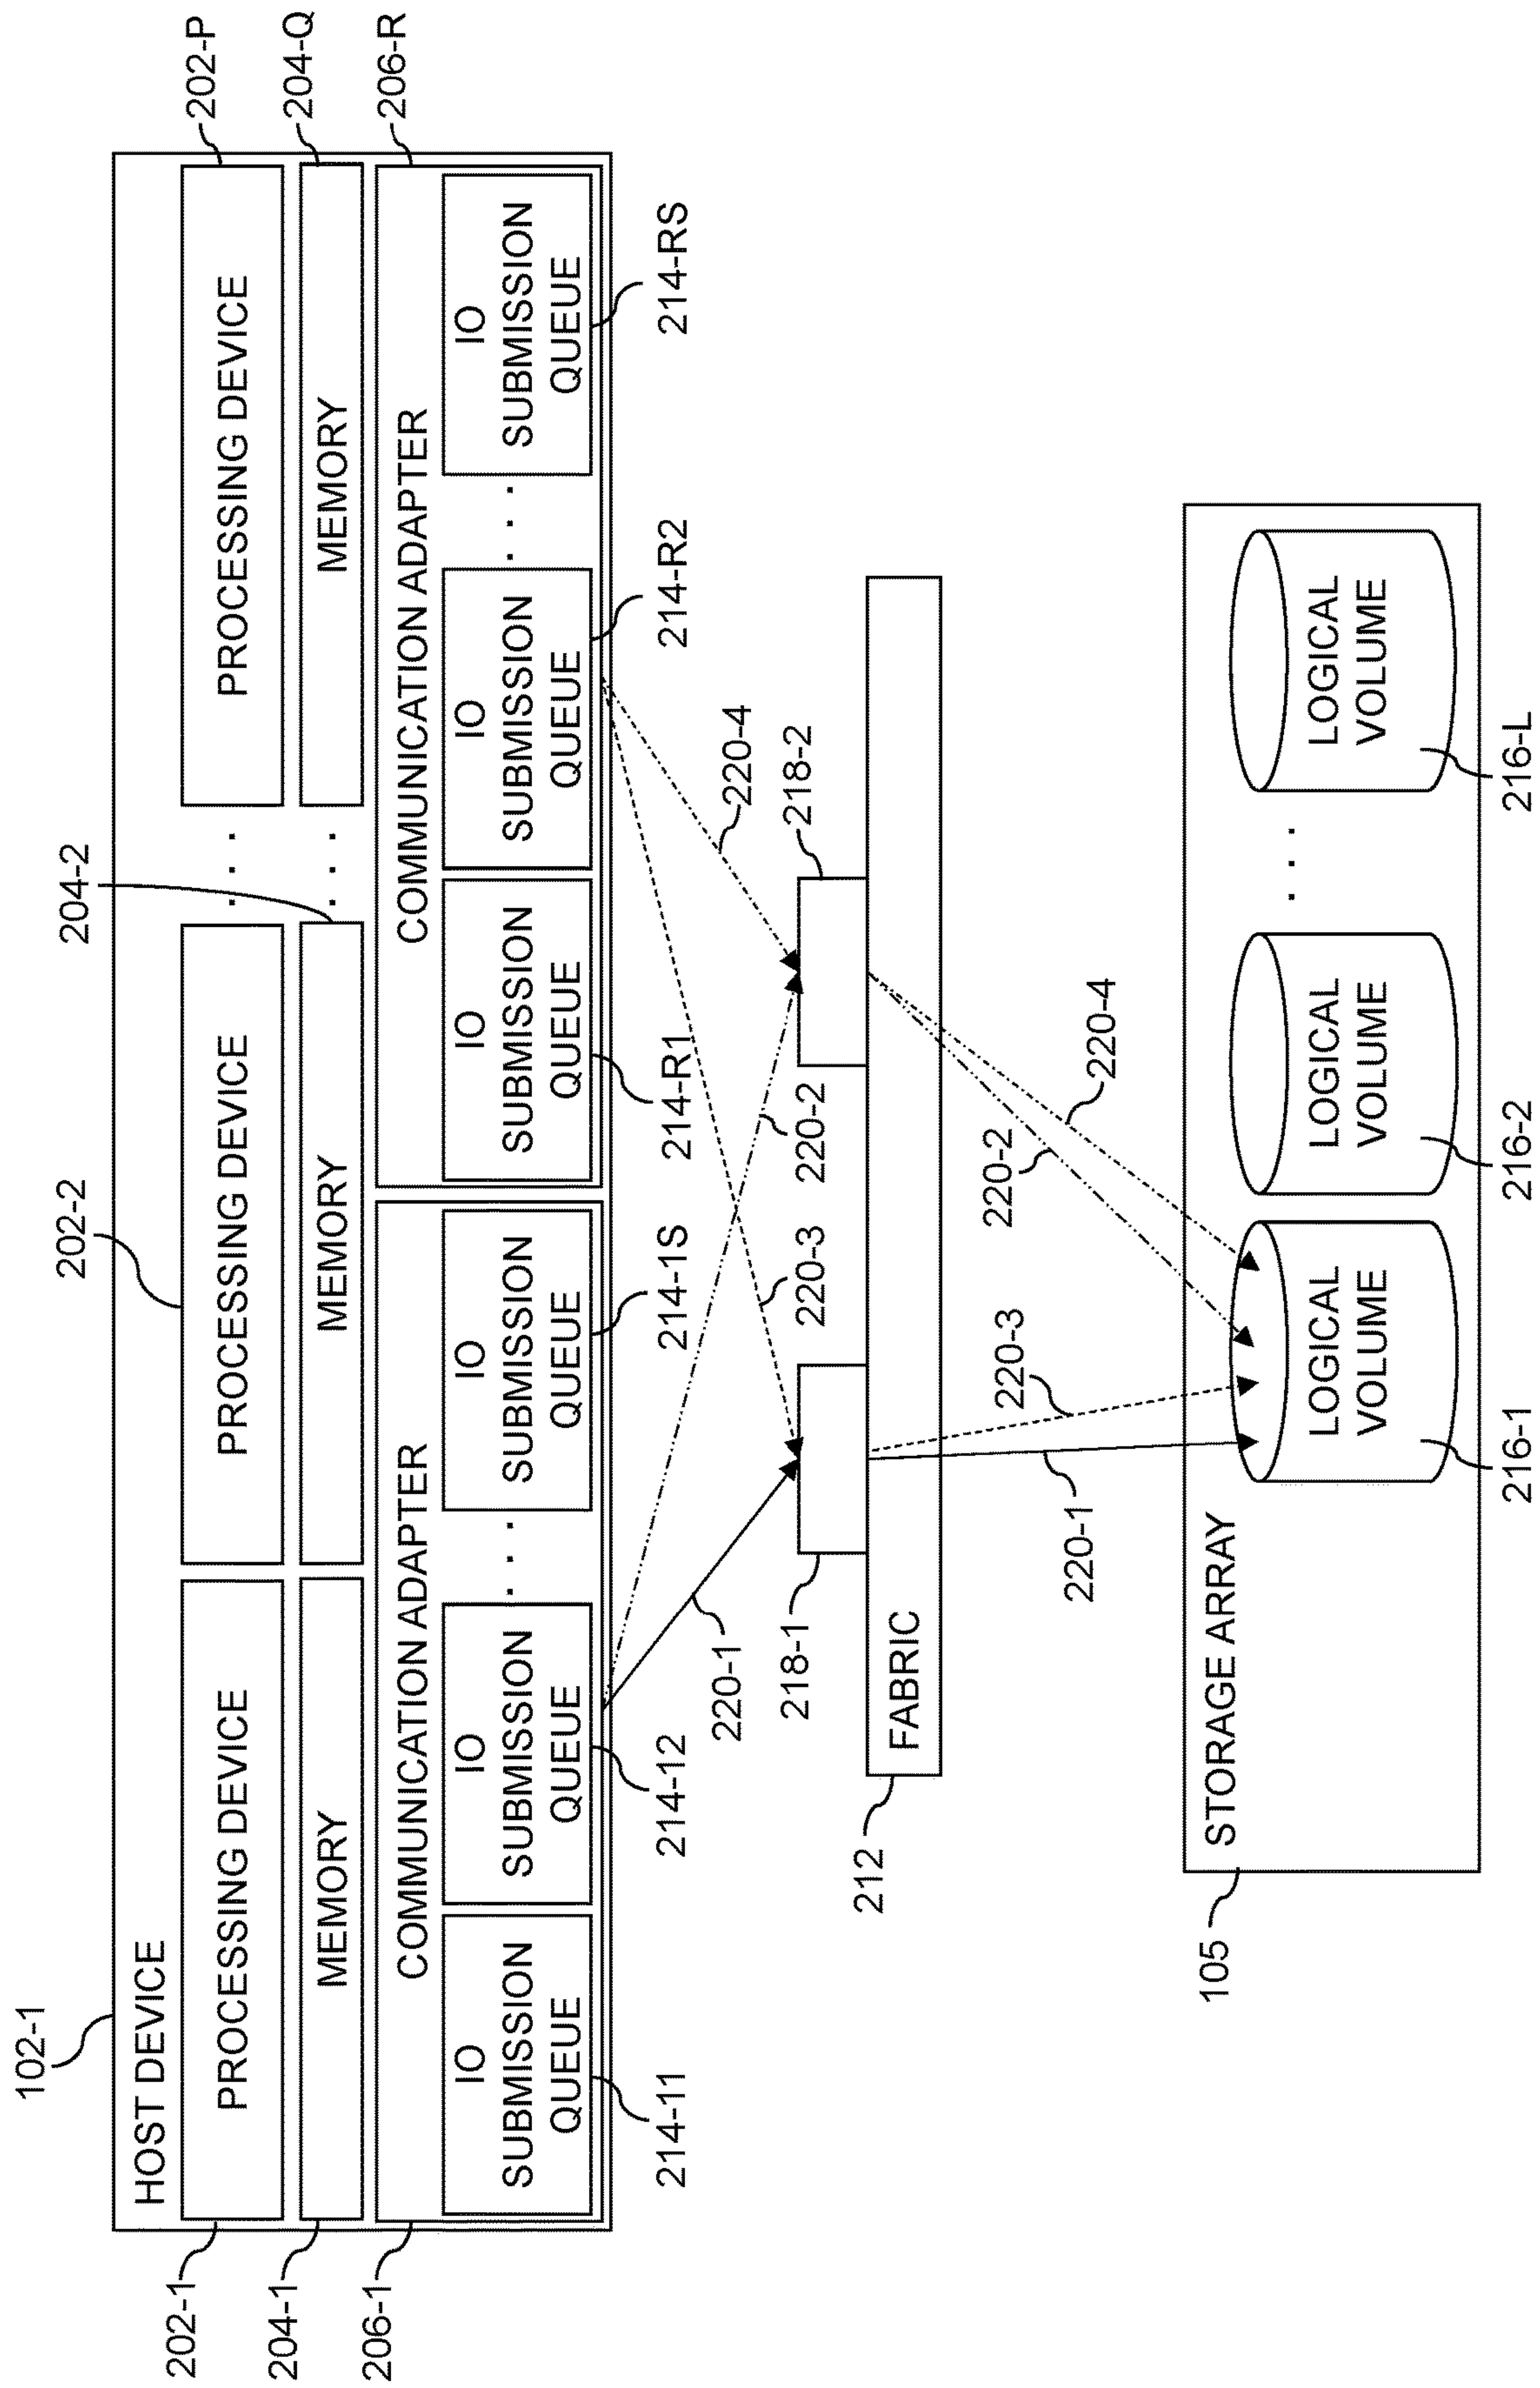 102-1
HOST DEVICE
202-1
PROCESSING DEVICE
202-2
PROCESSING DEVICE
. . .
PROCESSING DEVICE
202-P
204-1
MEMORY
MEMORY
204-2
. . .
MEMORY
204-Q
206-1
COMMUNICATION ADAPTER
COMMUNICATION ADAPTER
206-R
IO
SUBMISSION
QUEUE
IO
SUBMISSION
QUEUE
. . .
IO
SUBMISSION
QUEUE
IO
SUBMISSION
QUEUE
IO
SUBMISSION
QUEUE
. . .
IO
SUBMISSION
QUEUE
214-11
214-12
214-1S
214-R1
214-R2
214-RS
220-1
220-3
220-2
220-4
218-1
218-2
212
FABRIC
220-1
220-3
220-2
220-4
105
STORAGE ARRAY
LOGICAL
VOLUME
LOGICAL
VOLUME
. . .
LOGICAL
VOLUME
216-1
216-2
216-L